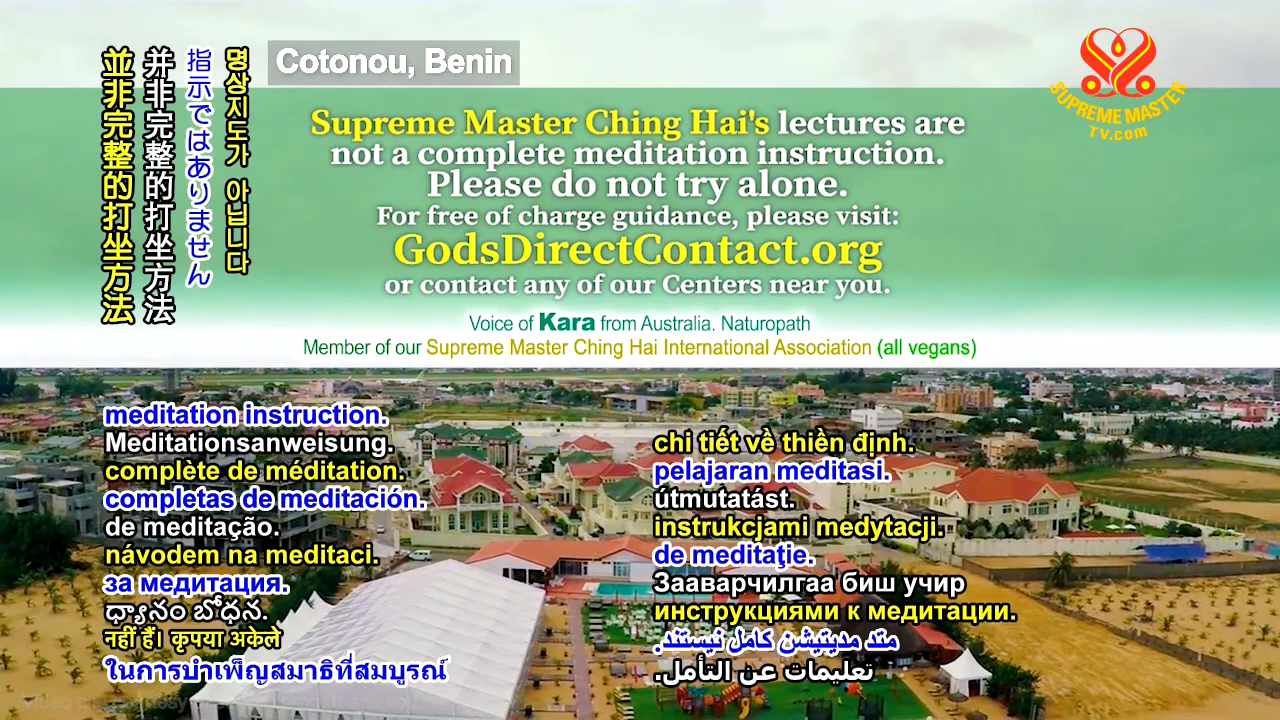 Cotonou, Benin
SUPREME MASTER
TV.com
並非完整的打坐方法
并非完整的打坐方法
指示ではありません
명상지도가 아닙니다
Supreme Master Ching Hai's lectures are
not a complete meditation instruction.
Please do not try alone.
For free of charge guidance, please visit:
GodsDirectContact.org
or contact any of our Centers near you.
Voice of Kara from Australia. Naturopath
Member of our Supreme Master Ching Hai International Association (all vegans)
meditation instruction.
Meditationsanweisung.
complète de méditation.
completas de meditación.
de meditação.
návodem na meditaci.
за медитация.
ధ్యానం బోధన.
नहीं हैं। कृपया अकेले
ในการบำเพ็ญสมาธิที่สมบูรณ์
chi tiết về thiền định.
pelajaran meditasi.
útmutatást.
instrukcjami medytacji.
de meditaţie.
Зааварчилгаа биш учир
инструкциями к медитации.
متد مدیتیشن کامل نیستند.
تعليمات عن التأمل.